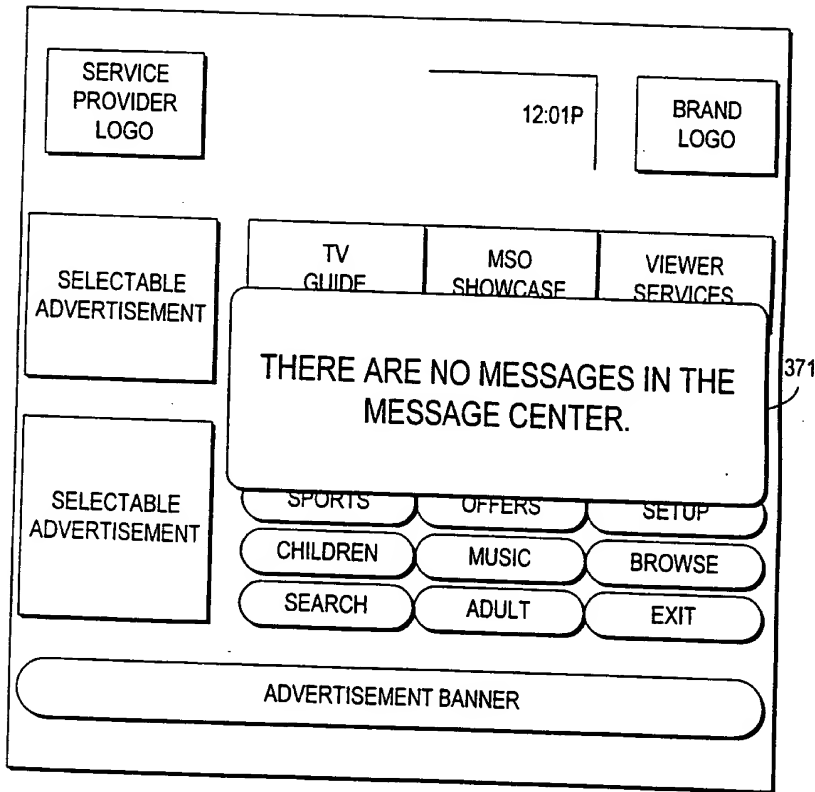 SERVICE
PROVIDER
LOGO
12:01P
BRAND
LOGO
SELECTABLE
ADVERTISEMENT
TV
GUIDE
MSO
SHOWCASE
VIEWER
SERVICES
THERE ARE NO MESSAGES IN THE
MESSAGE CENTER.
371
SELECTABLE
ADVERTISEMENT
SPORTS
OFFERS
SETUP
CHILDREN
MUSIC
BROWSE
SEARCH
ADULT
EXIT
ADVERTISEMENT BANNER